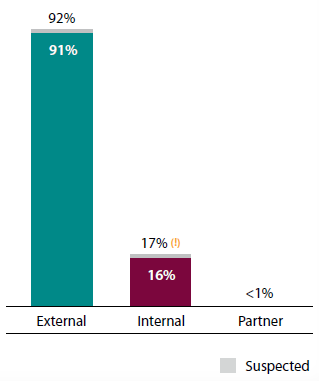 92%
91%
17% (!)
16%
<1%
External Internal Partner
Suspected